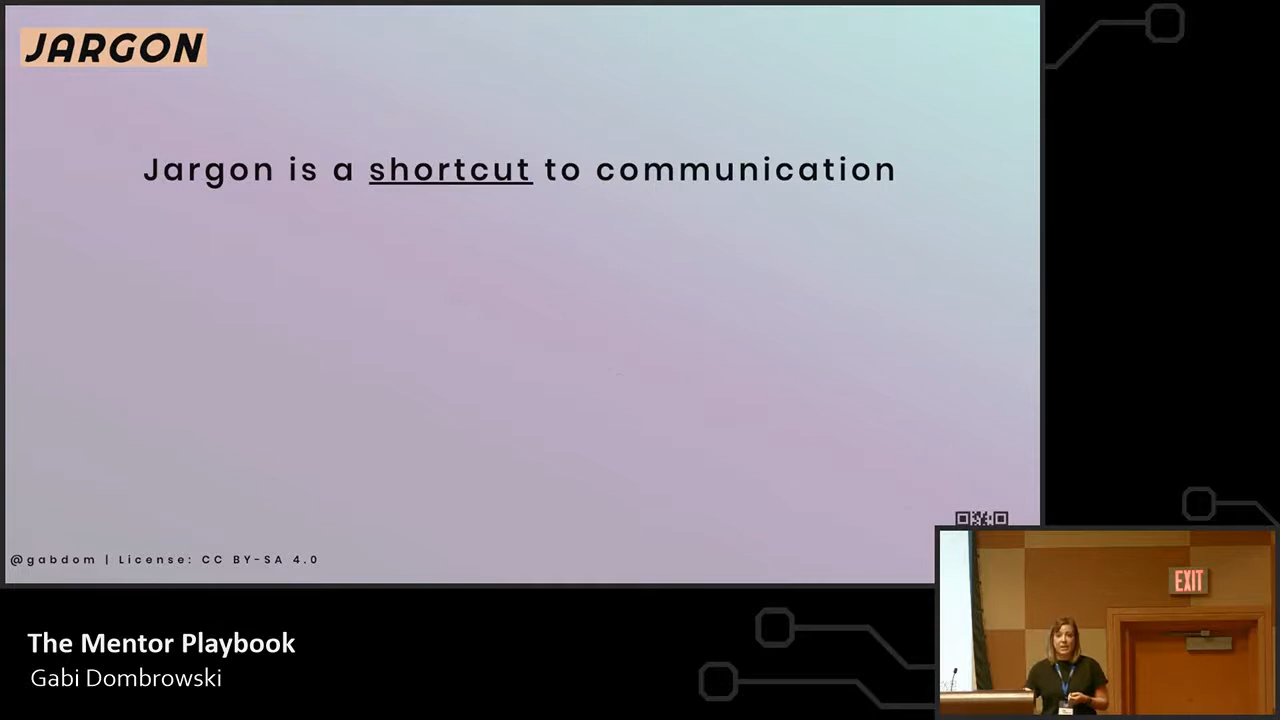 JARGON
Jargon is a shortcut to communication
@gabdom | License: CC BY-SA 4.0
EXIT
The Mentor Playbook
Gabi Dombrowski